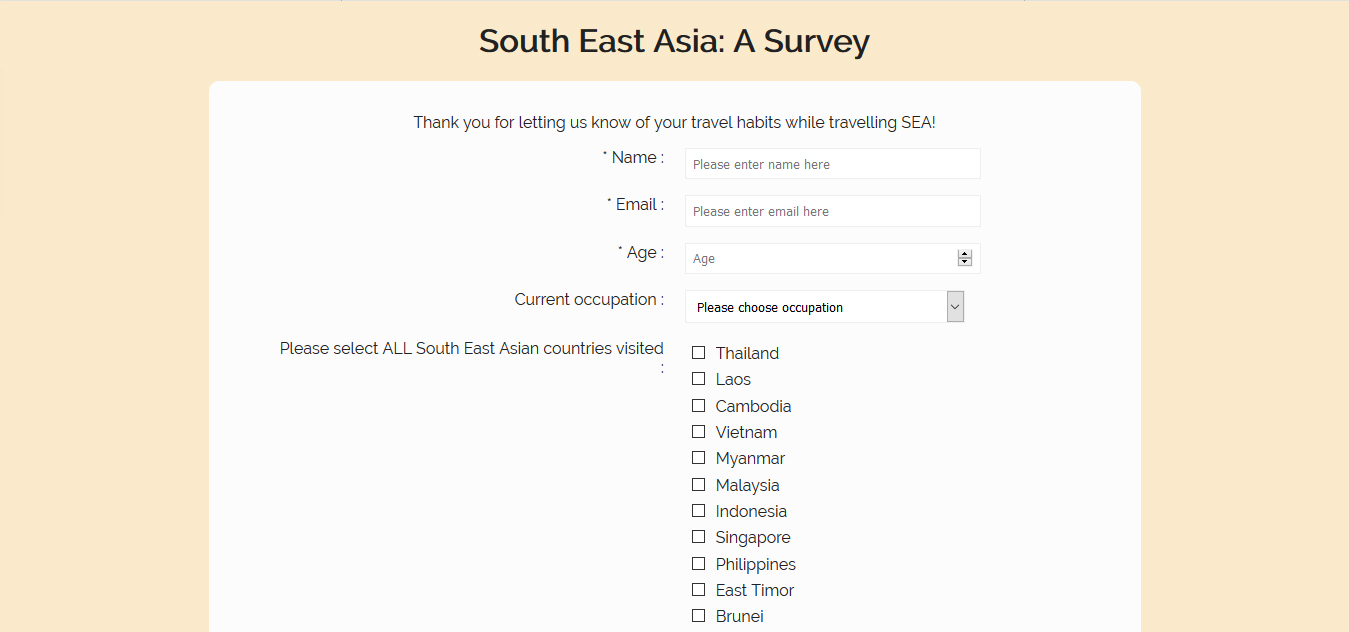 South East Asia: A Survey
Thank you for letting us know of your travel habits while travelling SEA!
* Name : Please enter name here
* Email : Please enter email here
* Age : Age
Current occupation : Please choose occupation
Please select ALL South East Asian countries visited
:
Thailand
Laos
Cambodia
Vietnam
Myanmar
Malaysia
Indonesia
Singapore
Philippines
East Timor
Brunei